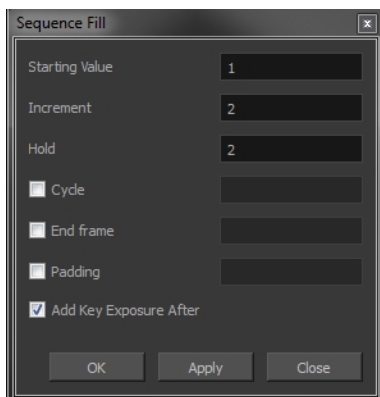 Sequence Fill
Starting Value 1
Increment 2
Hold 2
Cycle
End frame
Padding
Add Key Exposure After
OK Apply Close